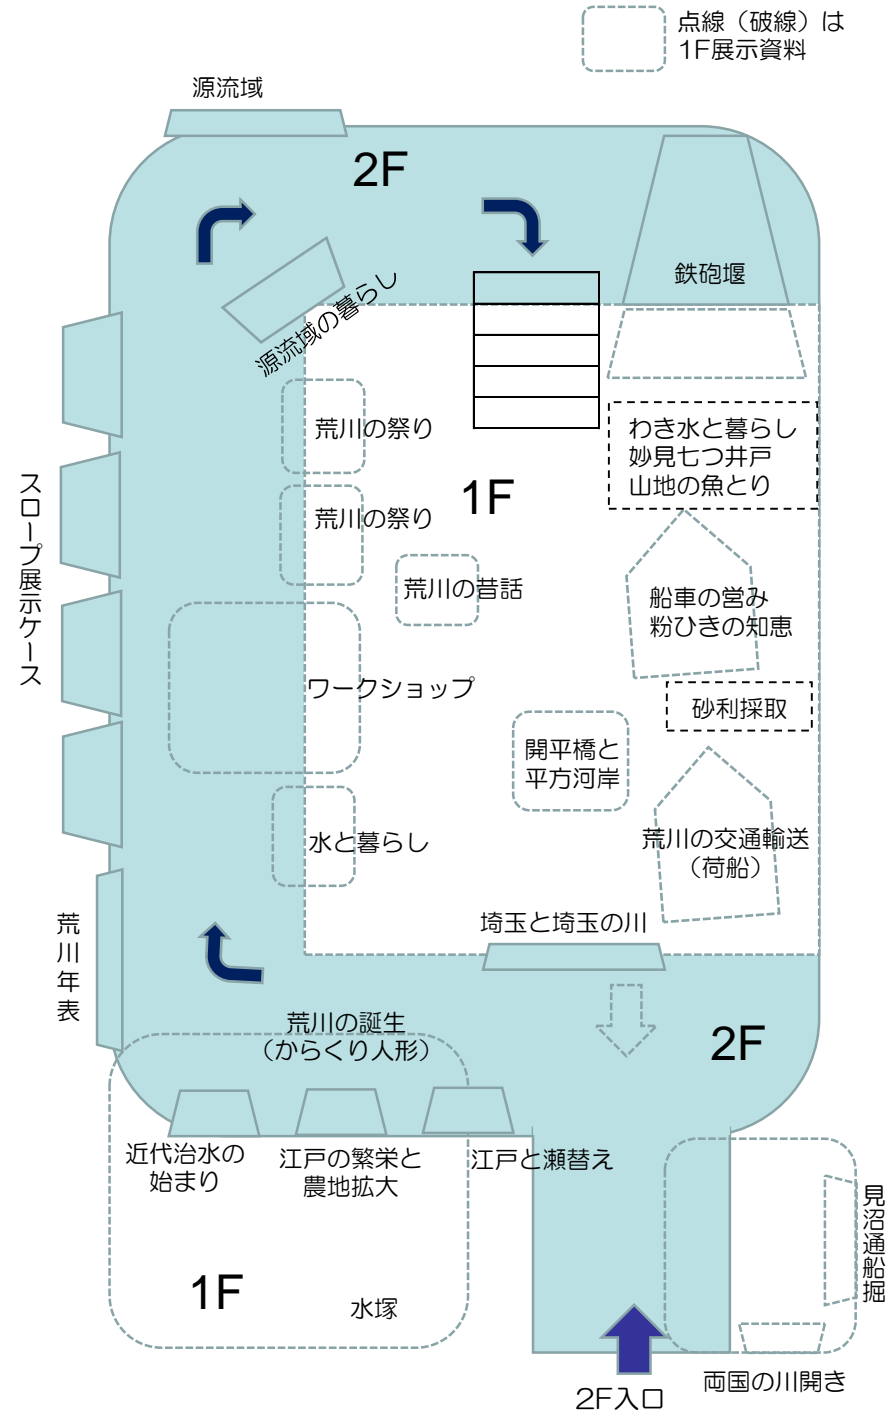 点線（破線）は
1F展示資料
源流域
2F
鉄砲堰
源流域の暮らし
荒川の祭り
わき水と暮らし
妙見七つ井戸
山地の魚とり
スロープ展示ケース
1F
荒川の祭り
荒川の昔話
船車の営み
粉ひきの知恵
ワークショップ
砂利採取
開平橋と
平方河岸
水と暮らし
荒川の交通輸送
（荷船）
荒川年表
埼玉と埼玉の川
荒川の誕生
（からくり人形）
2F
近代治水の
始まり
江戸の繁栄と
農地拡大
江戸と瀬替え
見沼通船掘
1F
水塚
両国の川開き
2F入口